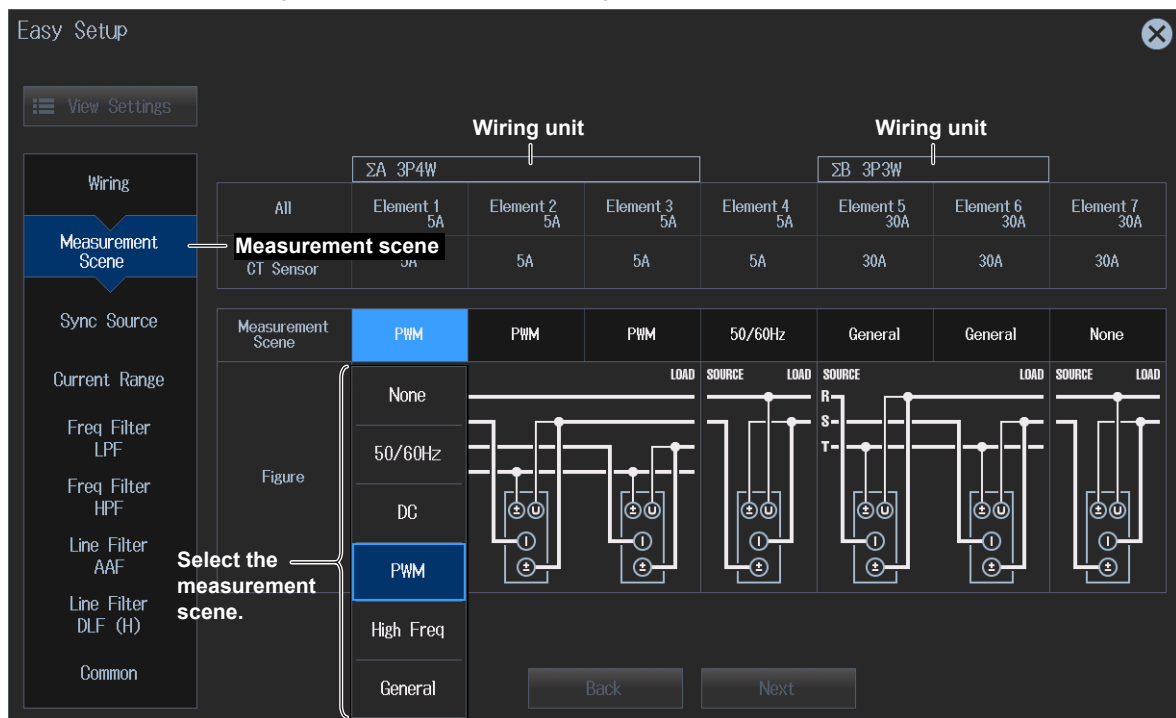 Easy Setup
View Settings
Wiring unit
Wiring unit
ΣA 3P4W
ΣB 3P3W
Wiring
All
Element 1
5A
Element 2
5A
Element 3
5A
Element 4
5A
Element 5
30A
Element 6
30A
Element 7
30A
Measurement
Scene
Measurement scene
CT Sensor
5A
5A
5A
5A
30A
30A
30A
Sync Source
Measurement
Scene
PWM
PWM
PWM
50/60Hz
General
General
None
Current Range
Freq Filter
LPF
Freq Filter
HPF
Line Filter
AAF
Line Filter
DLF (H)
Common
Select the
measurement
scene.
Figure
None
50/60Hz
DC
PWM
High Freq
General
LOAD
SOURCE LOAD
SOURCE LOAD
SOURCE LOAD
R
S
T
± U
I
±
± U
I
±
± U
I
±
± U
I
±
± U
I
±
± U
I
±
Back
Next